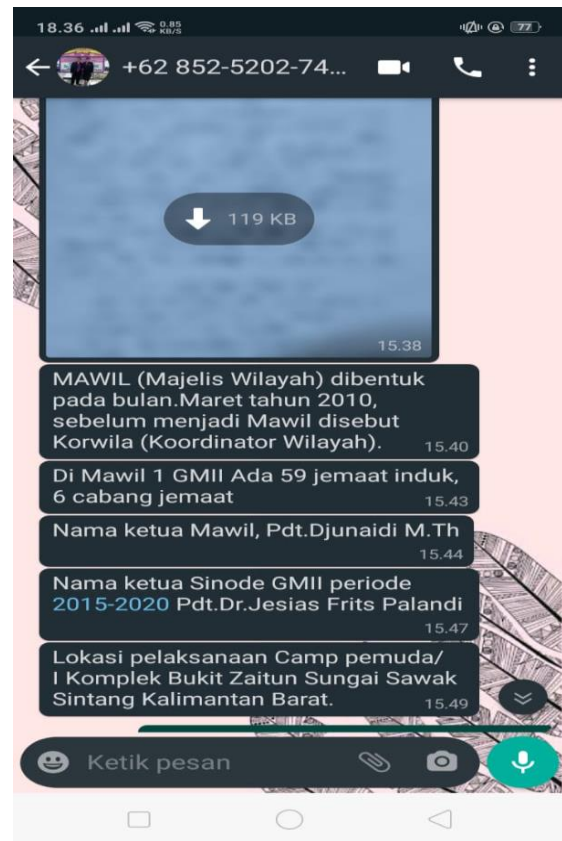 18.36 0.85 KB/S 77
+62 852-5202-74...
119 KB
15.38
MAWIL (Majelis Wilayah) dibentuk
pada bulan.Maret tahun 2010,
sebelum menjadi Mawil disebut
Korwila (Koordinator Wilayah). 15.40
Di Mawil 1 GMII Ada 59 jemaat induk,
6 cabang jemaat 15.43
Nama ketua Mawil, Pdt.Djunaidi M.Th
15.44
Nama ketua Sinode GMII periode
2015-2020 Pdt.Dr.Jesias Frits Palandi
15.47
Lokasi pelaksanaan Camp pemuda/
I Komplek Bukit Zaitun Sungai Sawak
Sintang Kalimantan Barat. 15.49
Ketik pesan